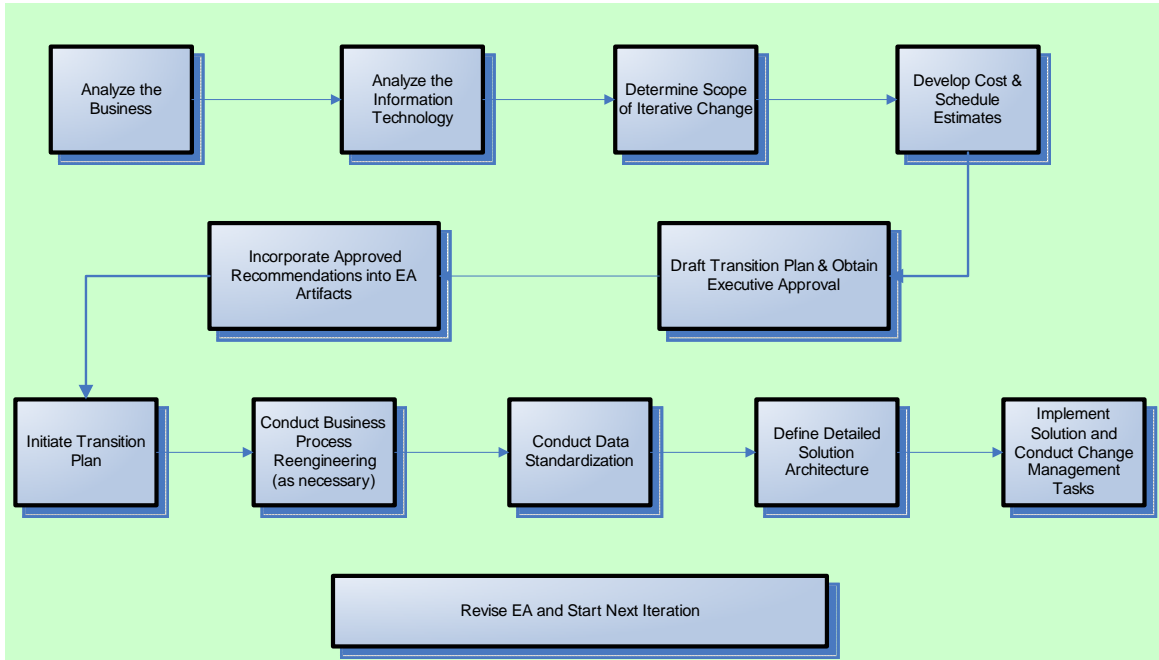 Analyze the
Business
Analyze the
Information
Technology
Determine Scope
of Iterative Change
Develop Cost &
Schedule
Estimates
Incorporate Approved
Recommendations into EA
Artifacts
Draft Transition Plan & Obtain
Executive Approval
Initiate Transition
Plan
Conduct Business
Process
Reengineering
(as necessary)
Conduct Data
Standardization
Define Detailed
Solution
Architecture
Implement
Solution and
Conduct Change
Management
Tasks
Revise EA and Start Next Iteration